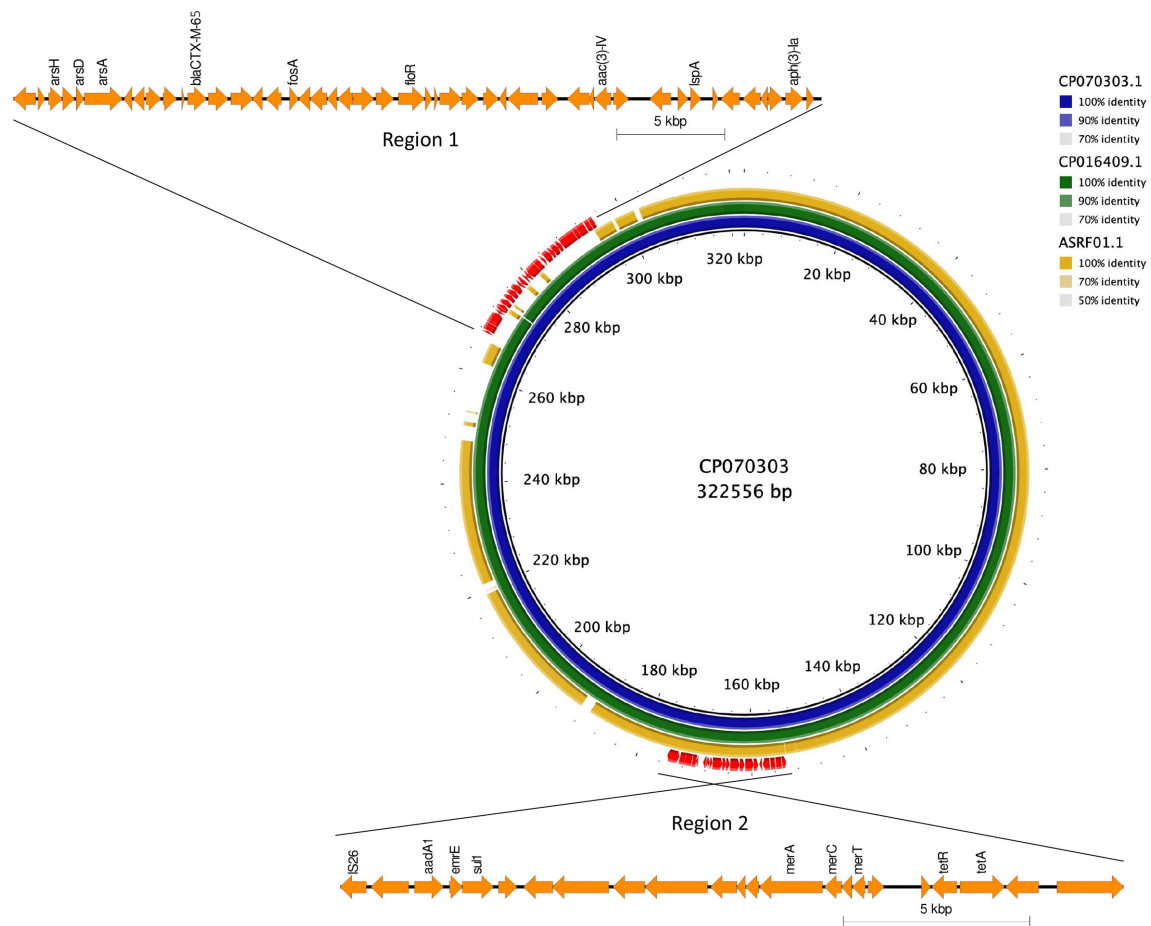 arsH
arsD
arsA
blaCTX-M-65
fosA
floR
aac(3)-IV
lspA
aph(3)-Ia
5 kbp
Region 1
CP070303.1
100% identity
90% identity
70% identity
CP016409.1
100% identity
90% identity
70% identity
ASRF01.1
100% identity
70% identity
50% identity
320 kbp
20 kbp
40 kbp
60 kbp
80 kbp
100 kbp
120 kbp
140 kbp
160 kbp
180 kbp
200 kbp
220 kbp
240 kbp
260 kbp
280 kbp
300 kbp
CP070303
322556 bp
Region 2
IS26
aadA1
emrE
sul1
merA
merC
merT
tetR
tetA
5 kbp